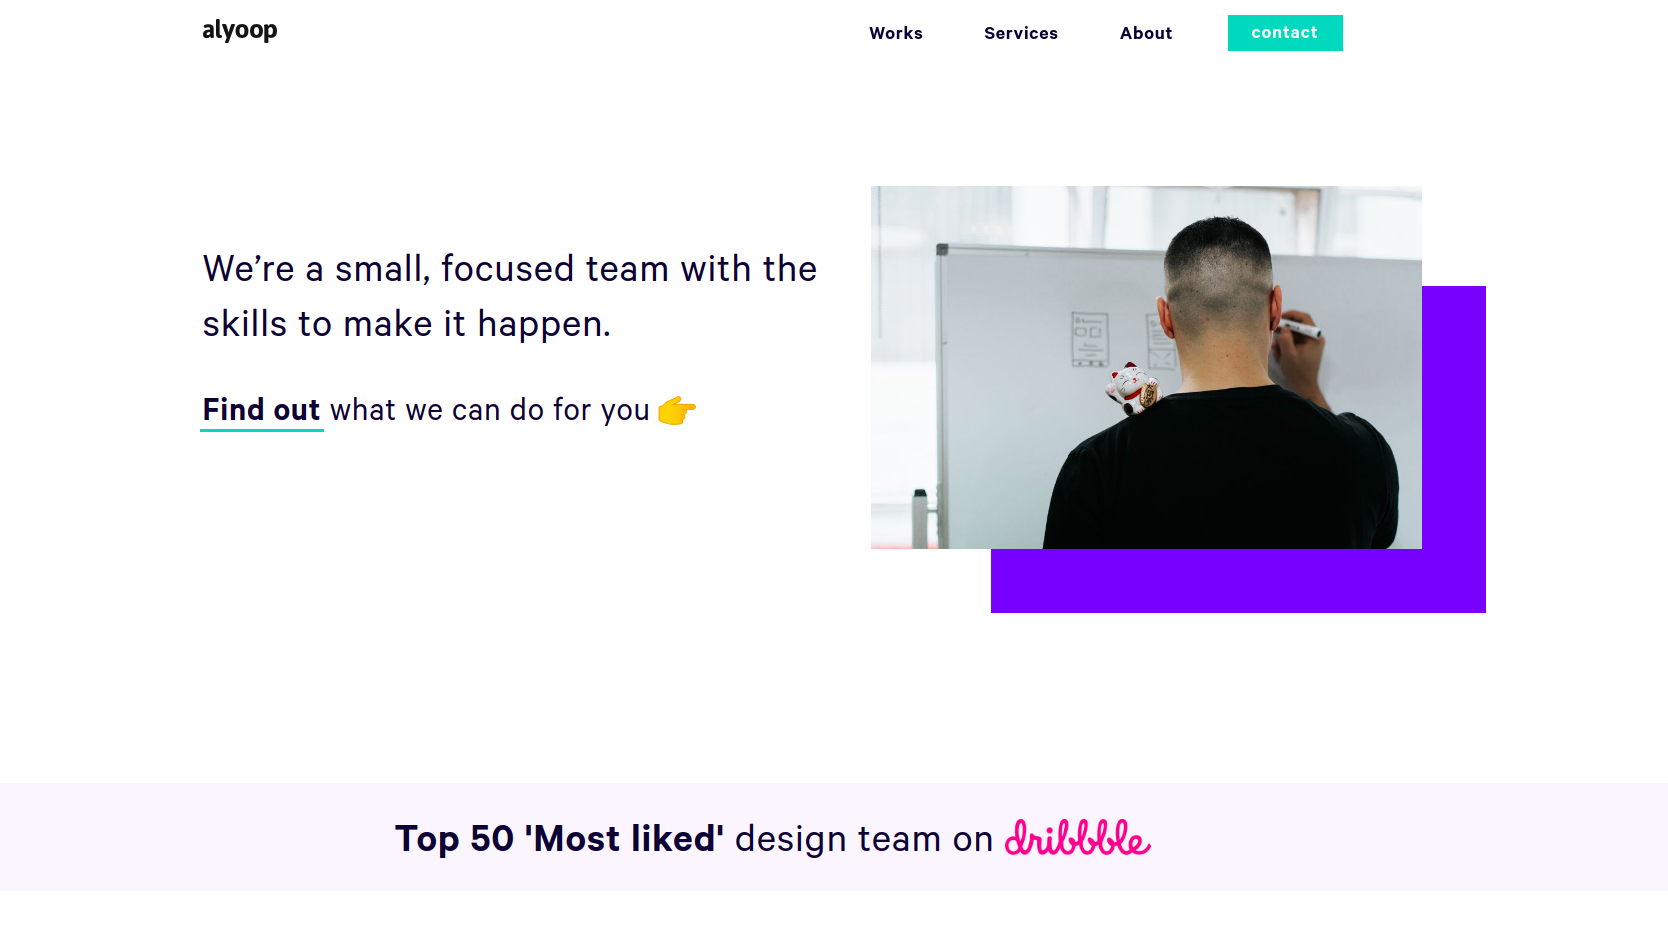 alyoop
Works Services About contact
We’re a small, focused team with the
skills to make it happen.
Find out what we can do for you 👉
Top 50 'Most liked' design team on dribbble